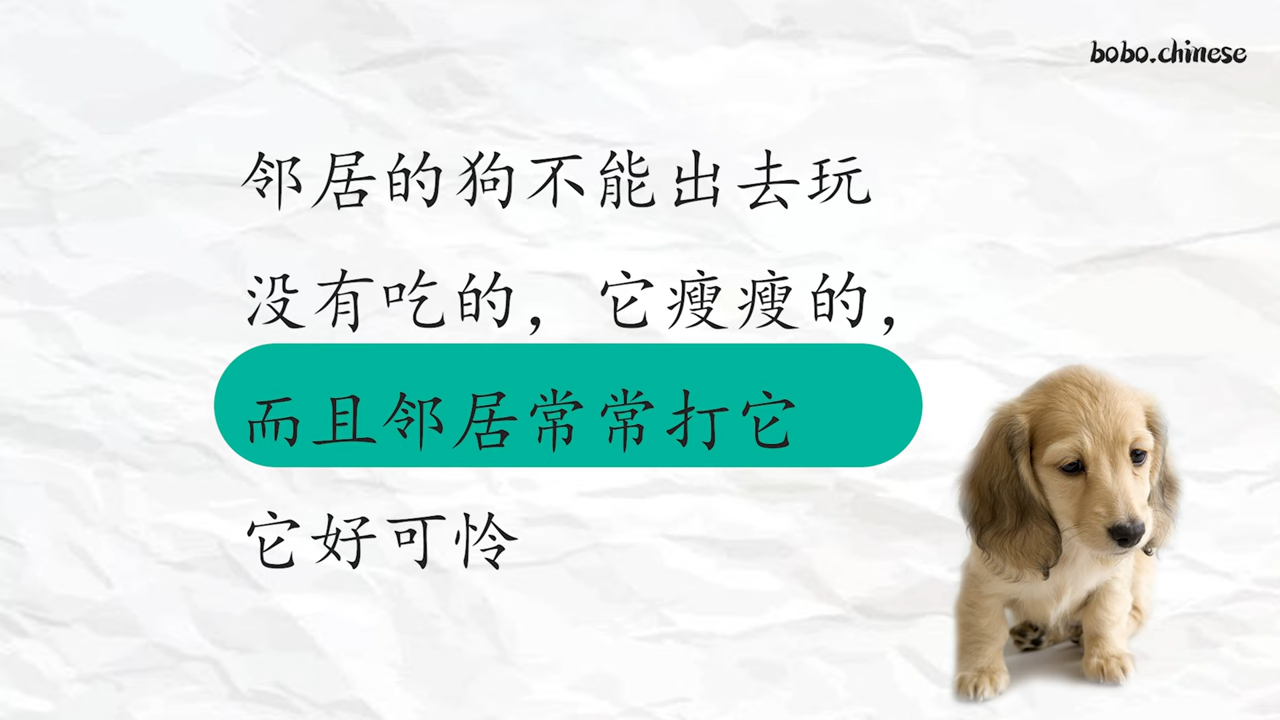 bobo.chinese
邻居的狗不能出去玩
没有吃的，它瘦瘦的，
而且邻居常常打它
它好可怜